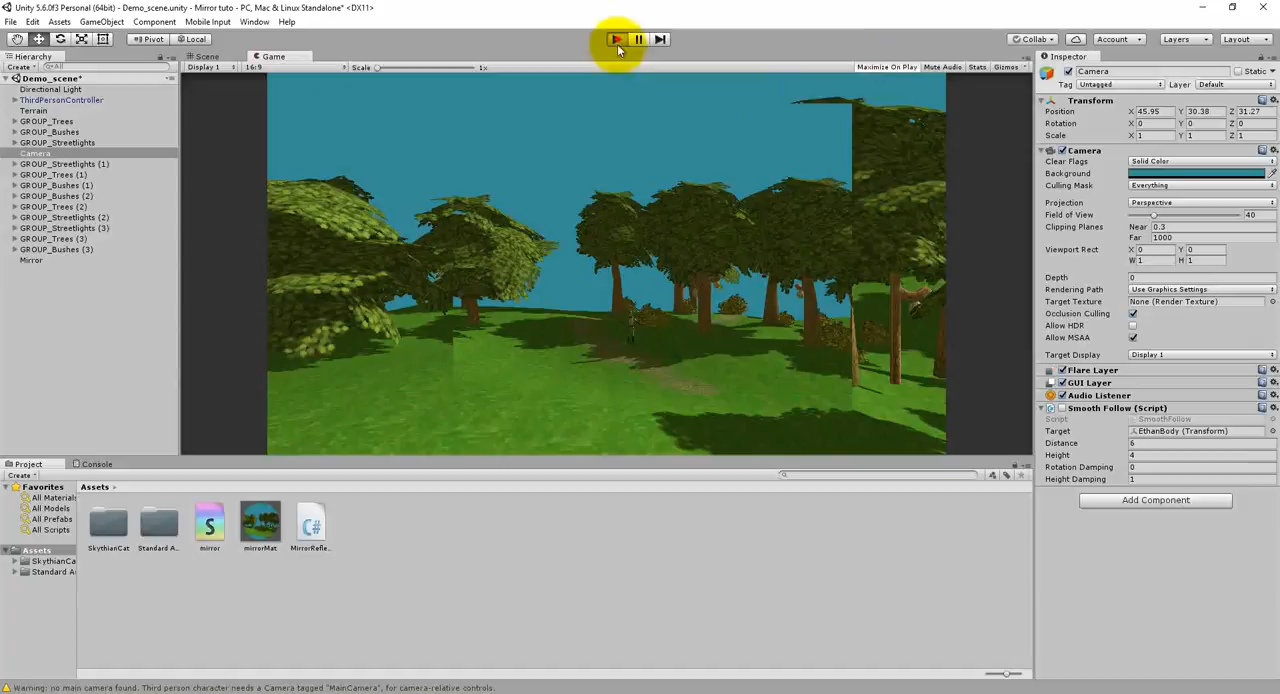 Unity 5.6.0f3 Personal (64bit) - Demo_scene.unity - Mirror tuto - PC, Mac & Linux Standalone* <DX11>
File Edit Assets GameObject Component Mobile Input Window Help
Pivot Local Collab Account Layers Layout
Hierarchy
Create All
Demo_scene*
Directional Light
ThirdPersonController
Terrain
GROUP_Trees
GROUP_Bushes
GROUP_Streetlights
Camera
GROUP_Streetlights (1)
GROUP_Trees (1)
GROUP_Bushes (1)
GROUP_Bushes (2)
GROUP_Trees (2)
GROUP_Streetlights (2)
GROUP_Streetlights (3)
GROUP_Trees (3)
GROUP_Bushes (3)
Mirror
Scene Game
Display 1 16:9 Scale 1x Maximize On Play Mute Audio Stats Gizmos
Inspector
Camera Static
Tag Untagged Layer Default
Transform
Position X 45.95 Y 30.38 Z 31.27
Rotation X 0 Y 0 Z 0
Scale X 1 Y 1 Z 1
Camera
Clear Flags Solid Color
Background
Culling Mask Everything
Projection Perspective
Field of View 40
Clipping Planes Near 0.3
Far 1000
Viewport Rect X 0 Y 0
W 1 H 1
Depth 0
Rendering Path Use Graphics Settings
Target Texture None (Render Texture)
Occlusion Culling
Allow HDR
Allow MSAA
Target Display Display 1
Flare Layer
GUI Layer
Audio Listener
Smooth Follow (Script)
Script SmoothFollow
Target EthanBody (Transform)
Distance 6
Height 4
Rotation Damping 0
Height Damping 1
Add Component
Project Console
Create
Favorites
All Materials
All Models
All Prefabs
All Scripts
Assets
SkythianCa
Standard A
Assets
SkythianCat Standard A... mirror mirrorMat MirrorRefle...
Warning: no main camera found. Third person character needs a Camera tagged "MainCamera", for camera-relative controls.